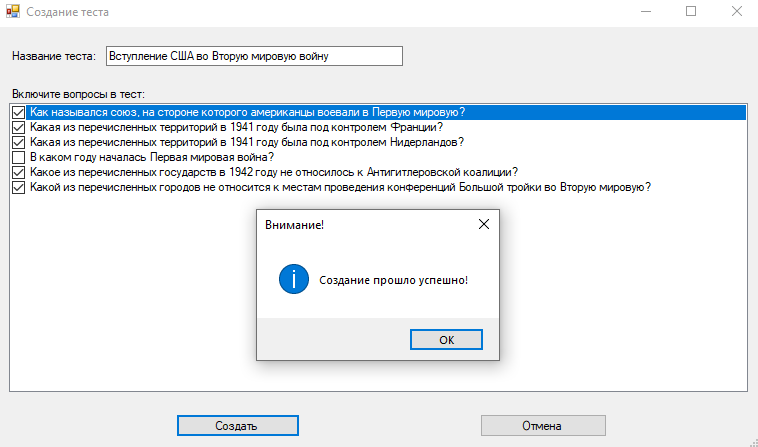 Создание теста
Название теста: Вступление США во Вторую мировую войну
Включите вопросы в тест:
Как назывался союз, на стороне которого американцы воевали в Первую мировую?
Какая из перечисленных территорий в 1941 году была под контролем Франции?
Какая из перечисленных территорий в 1941 году была под контролем Нидерландов?
В каком году началась Первая мировая война?
Какое из перечисленных государств в 1942 году не относилось к Антигитлеровской коалиции?
Какой из перечисленных городов не относится к местам проведения конференций Большой тройки во Вторую мировую?
Внимание!
Создание прошло успешно!
ОК
Создать Отмена